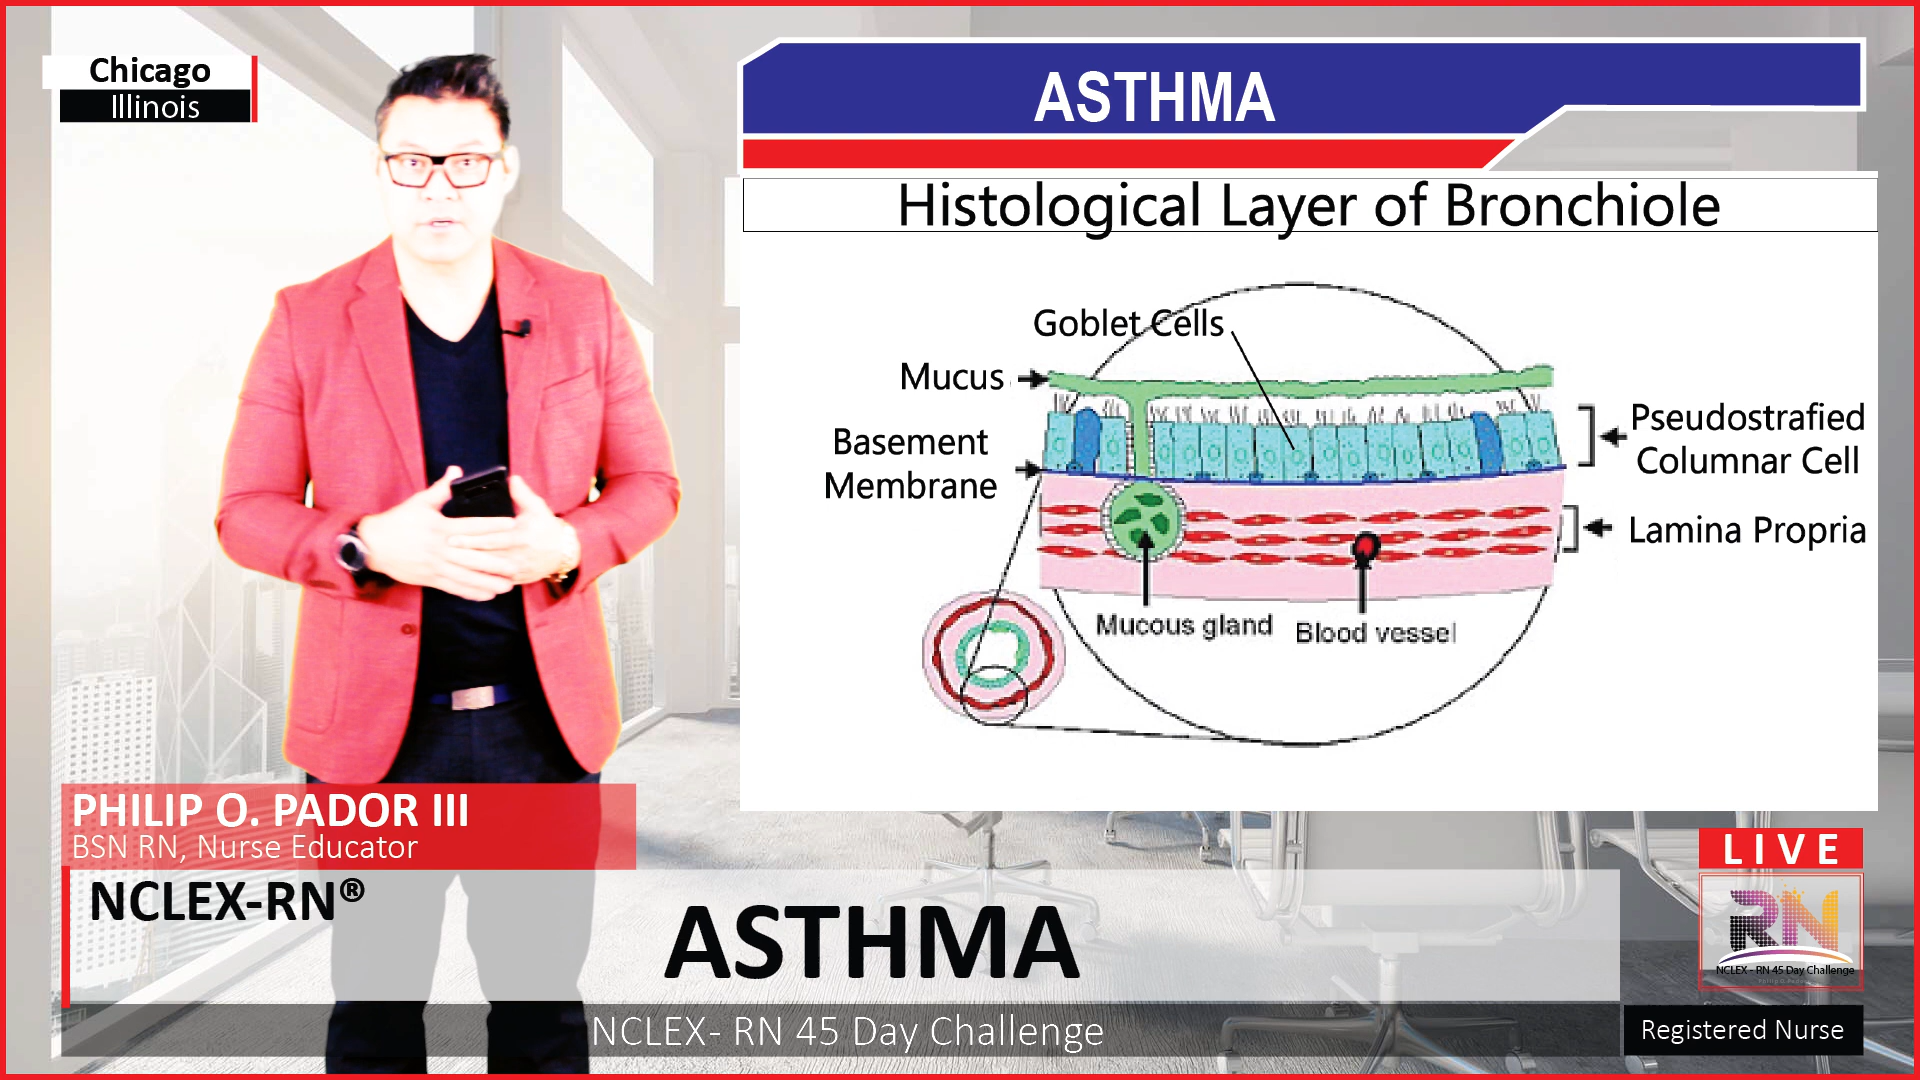 Chicago
Illinois
ASTHMA
Histological Layer of Bronchiole
Goblet Cells
Mucus
Basement
Membrane
Pseudostrafied
Columnar Cell
Lamina Propria
Mucous gland
Blood vessel
PHILIP O. PADOR III
BSN RN, Nurse Educator
NCLEX-RN®
ASTHMA
NCLEX- RN 45 Day Challenge
LIVE
RN
NCLEX - RN 45 Day Challenge
Registered Nurse